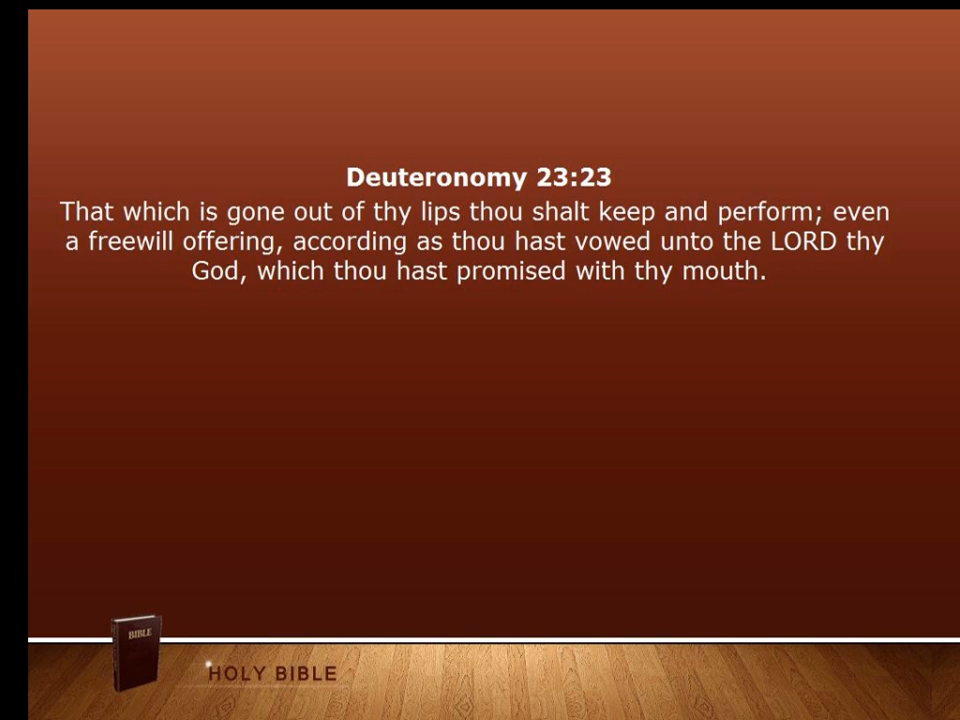 Deuteronomy 23:23
That which is gone out of thy lips thou shalt keep and perform; even
a freewill offering, according as thou hast vowed unto the LORD thy
God, which thou hast promised with thy mouth.
BIBLE
HOLY BIBLE